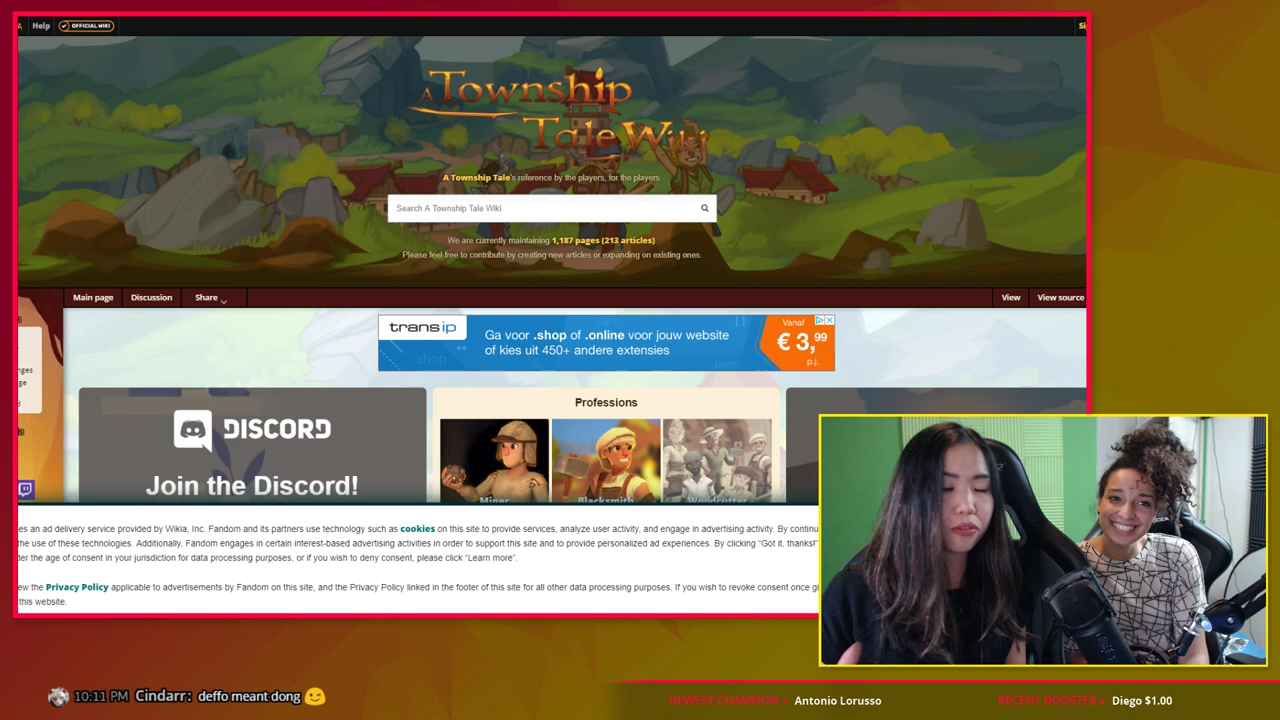 A Help OFFICIAL WIKI
Si
A Township
Tale Wiki
A Township Tale's reference by the players, for the players.
Search A Township Tale Wiki
We are currently maintaining 1,187 pages (213 articles)
Please feel free to contribute by creating new articles or expanding on existing ones.
Main page Discussion Share View View source
transip
Ga voor .shop of .online voor jouw website
of kies uit 450+ andere extensies
Vanaf
€ 3,99
p.j.
nges
ge
d
DISCORD
Join the Discord!
Professions
Miner Blacksmith Woodcutter
es an ad delivery service provided by Wikia, Inc. Fandom and its partners use technology such as cookies on this site to provide services, analyze user activity, and engage in advertising activity. By continu
the use of these technologies. Additionally, Fandom engages in certain interest-based advertising activities in order to support this site and to provide personalized ad experiences. By clicking “Got it, thanks!”
der the age of consent in your jurisdiction for data processing purposes, or if you wish to deny consent, please click “Learn more”.
ew the Privacy Policy applicable to advertisements by Fandom on this site, and the Privacy Policy linked in the footer of this site for all other data processing purposes. If you wish to revoke consent once gi
this website.
10:11 PM Cindarr: deffo meant dong 😉
NEWEST CHAMPION » Antonio Lorusso
RECENT BOOSTER » Diego $1.00